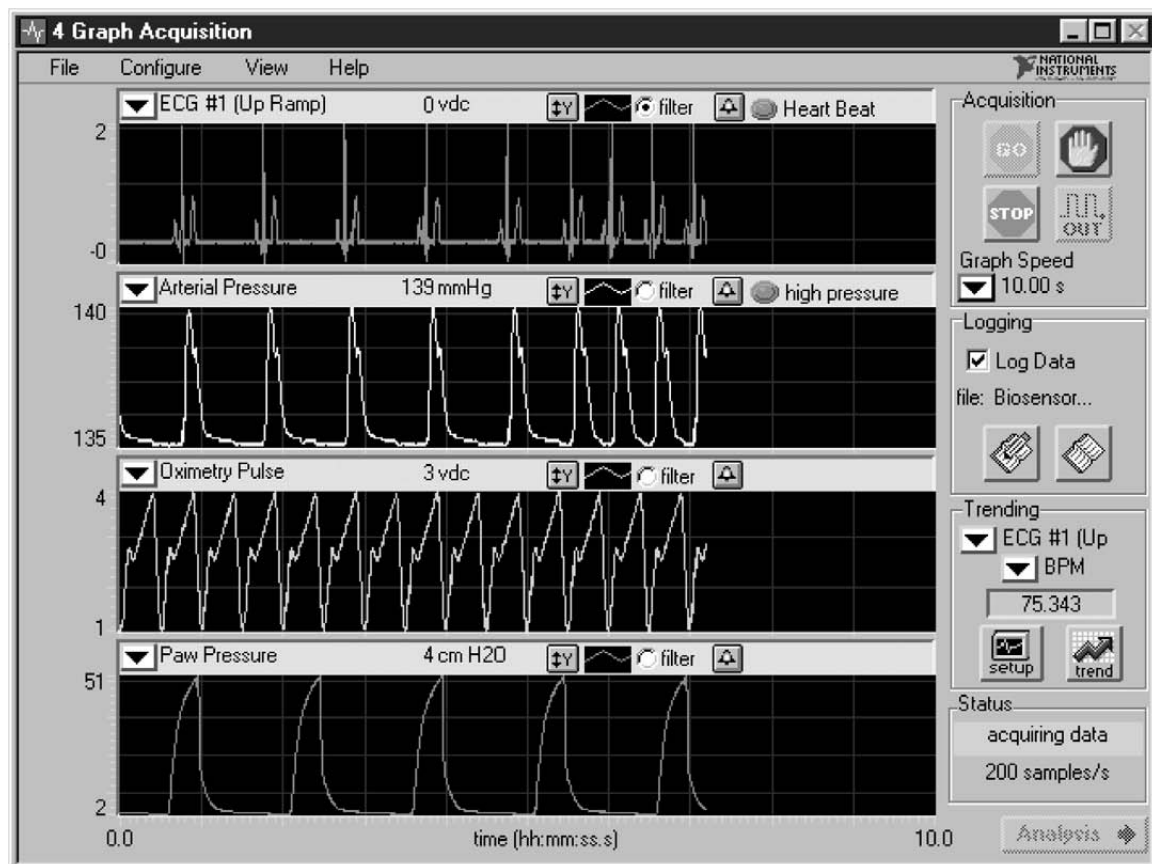 4 Graph Acquisition
File Configure View Help
NATIONAL INSTRUMENTS
ECG #1 (Up Ramp) 0 vdc Y filter Heart Beat
2
-0
Arterial Pressure 139 mmHg Y filter high pressure
140
135
Oximetry Pulse 3 vdc Y filter
4
1
Paw Pressure 4 cm H2O Y filter
51
2
0.0 time (hh:mm:ss.s) 10.0
Acquisition
GO
STOP OUT
Graph Speed
10.00 s
Logging
Log Data
file: Biosensor...
Trending
ECG #1 (Up
BPM
75.343
setup trend
Status
acquiring data
200 samples/s
Analysis